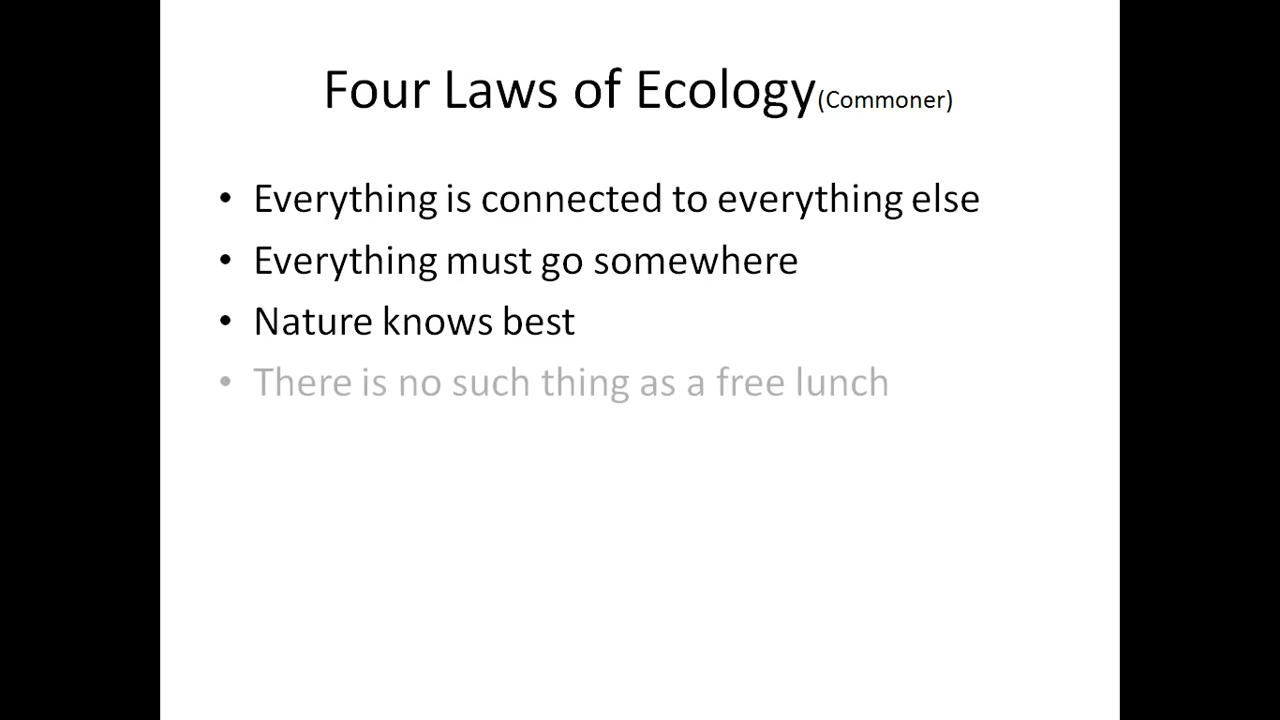 Four Laws of Ecology(Commoner)
• Everything is connected to everything else
• Everything must go somewhere
• Nature knows best
• There is no such thing as a free lunch